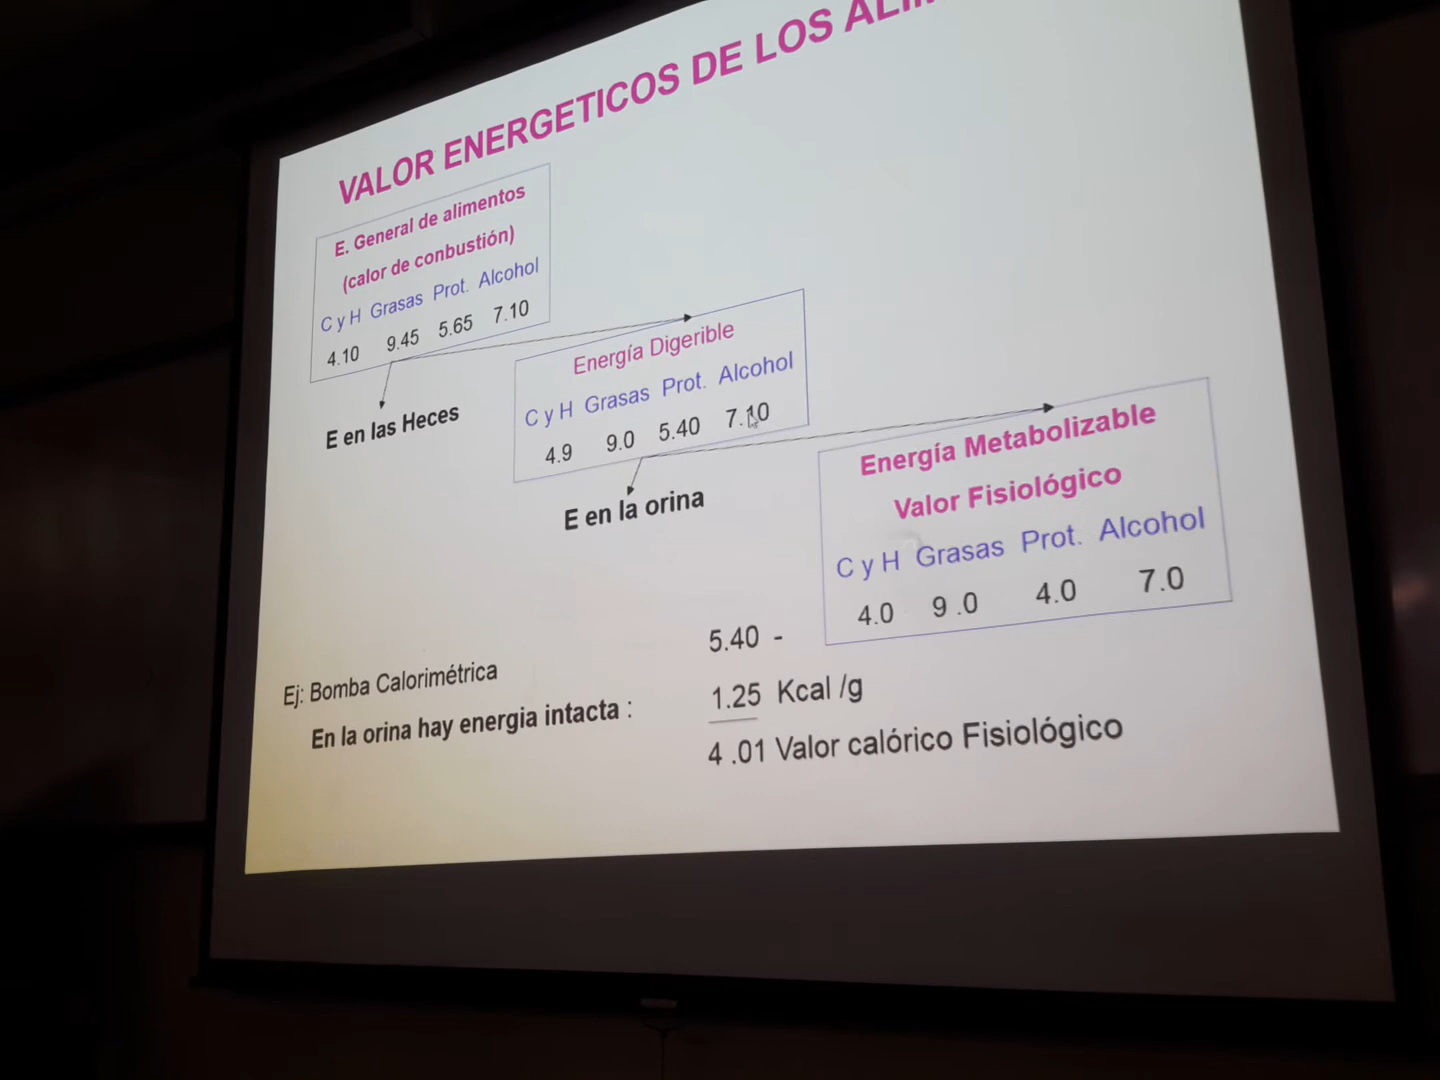 VALOR ENERGETICOS DE LOS
E. General de alimentos
(calor de conbustión)
C y H Grasas Prot. Alcohol
4.10 9.45 5.65 7.10
E en las Heces
Energía Digerible
C y H Grasas Prot. Alcohol
4.9 9.0 5.40 7.10
E en la orina
Energía Metabolizable
Valor Fisiológico
C y H Grasas Prot. Alcohol
4.0 9 .0 4.0 7.0
5.40 -
Ej: Bomba Calorimétrica
En la orina hay energia intacta : 1.25 Kcal /g
4 .01 Valor calórico Fisiológico